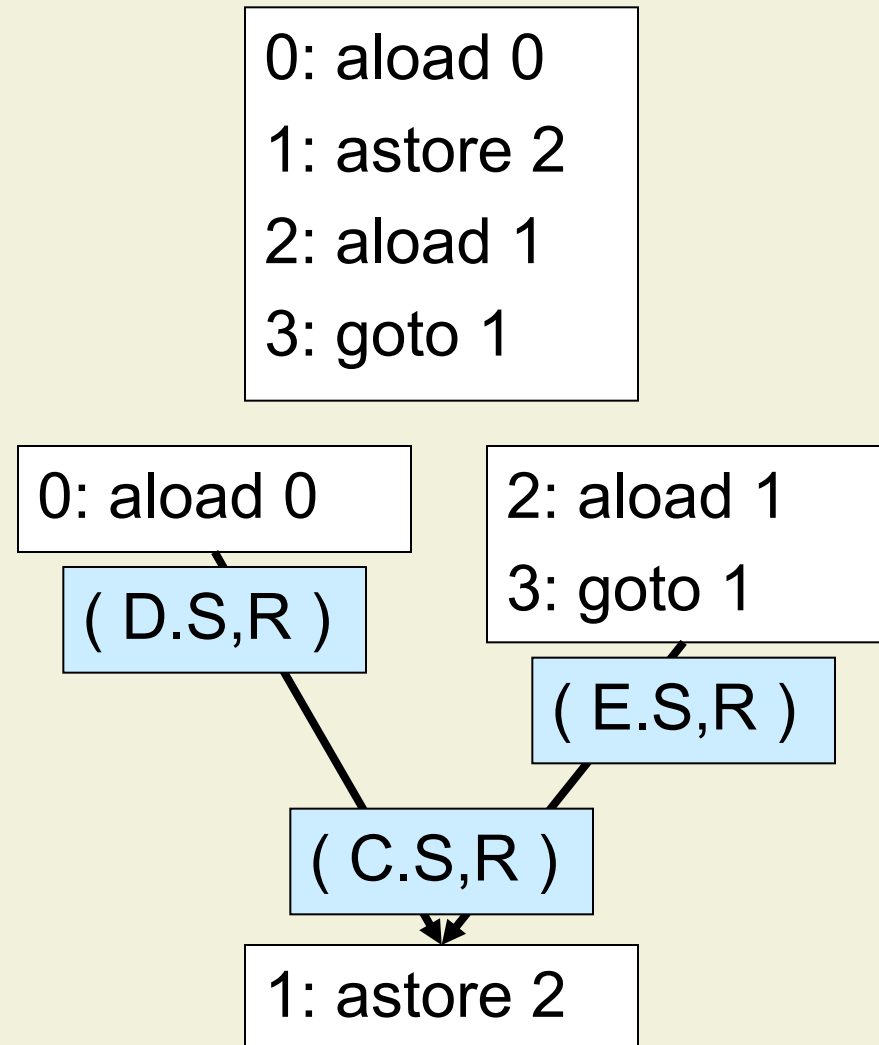 0: aload 0
1: astore 2
2: aload 1
3: goto 1
0: aload 0
( D.S,R )
2: aload 1
3: goto 1
( E.S,R )
( C.S,R )
1: astore 2